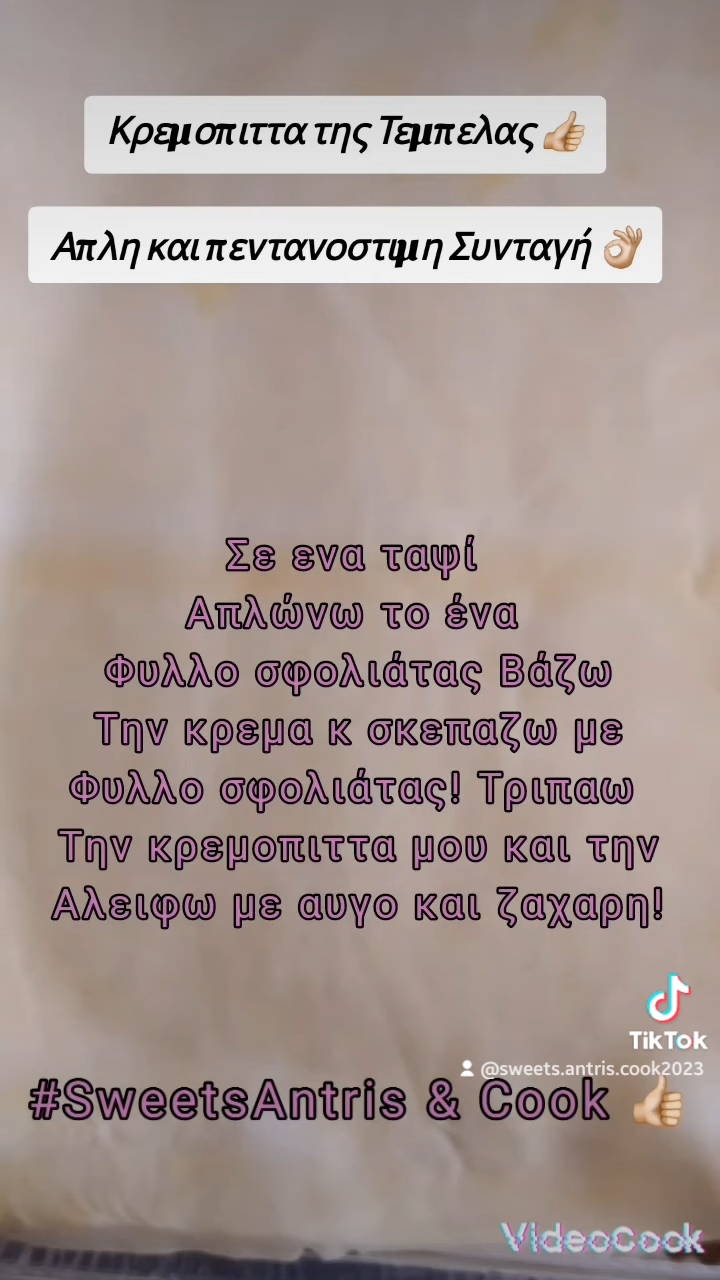 Κρεμοπιττα της Τεμπελας 👍🏼
Απλη και πεντανοστιμη Συνταγή 👌🏼
Σε ενα ταψί
Απλώνω το ένα
Φυλλο σφολιάτας Βάζω
Την κρεμα κ σκεπαζω με
Φυλλο σφολιάτας! Τριπαω
Την κρεμοπιττα μου και την
Αλειφω με αυγο και ζαχαρη!
TikTok
@sweets.antris.cook2023
#SweetsAntris & Cook 👍🏼
VideoCook